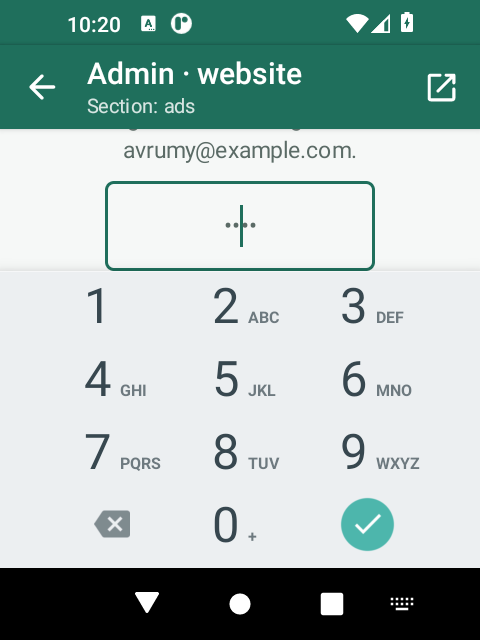 10:20
Admin · website
Section: ads
avrumy@example.com.
••••
1
2 ABC
3 DEF
4 GHI
5 JKL
6 MNO
7 PQRS
8 TUV
9 WXYZ
0 +